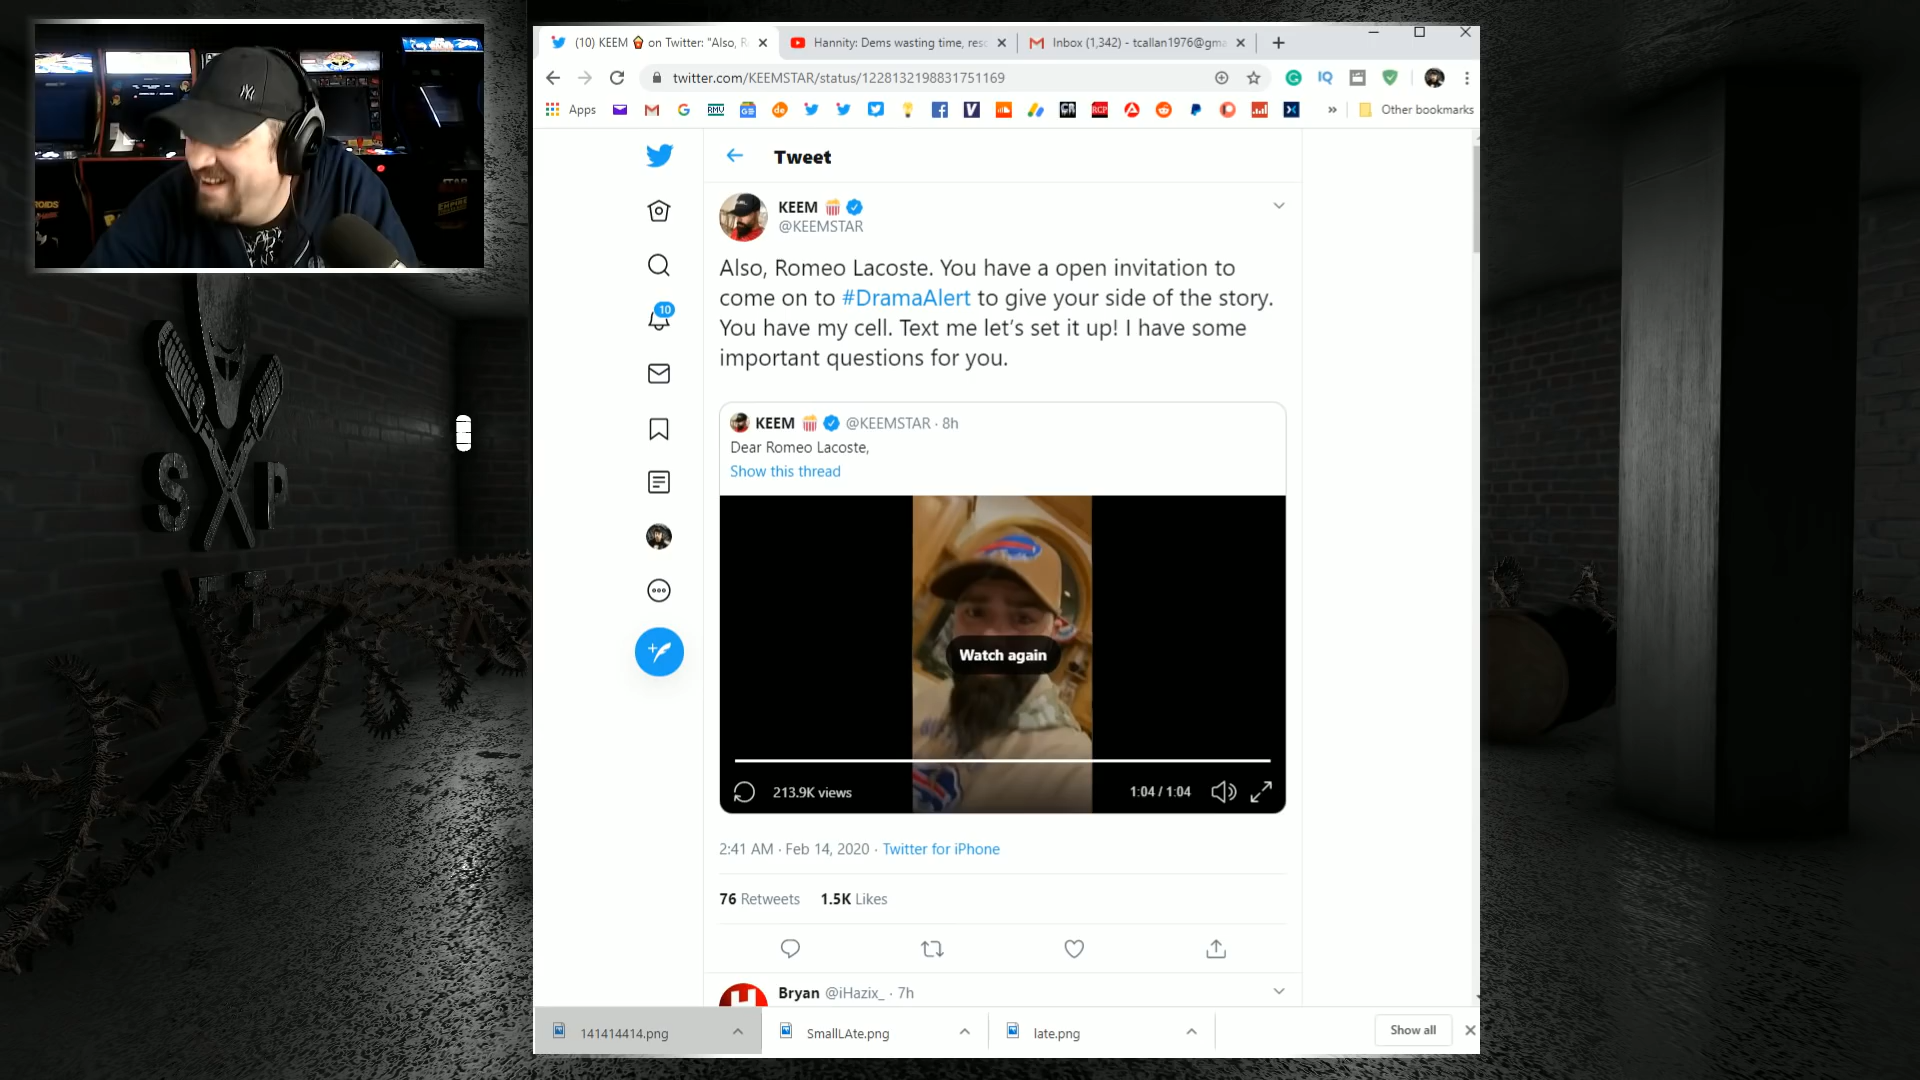 (10) KEEM on Twitter: "Also, R
Hannity: Dems wasting time, res
Inbox (1,342) - tcallan1976@gma
twitter.com/KEEMSTAR/status/1228132198831751169
Apps
Other bookmarks
Tweet
KEEM
@KEEMSTAR
Also, Romeo Lacoste. You have a open invitation to
come on to #DramaAlert to give your side of the story.
You have my cell. Text me let's set it up! I have some
important questions for you.
10
KEEM @KEEMSTAR · 8h
Dear Romeo Lacoste,
Show this thread
Watch again
213.9K views
1:04 / 1:04
2:41 AM · Feb 14, 2020 · Twitter for iPhone
76 Retweets 1.5K Likes
Bryan @iHazix_ · 7h
141414414.png
SmallLAte.png
late.png
Show all
S P